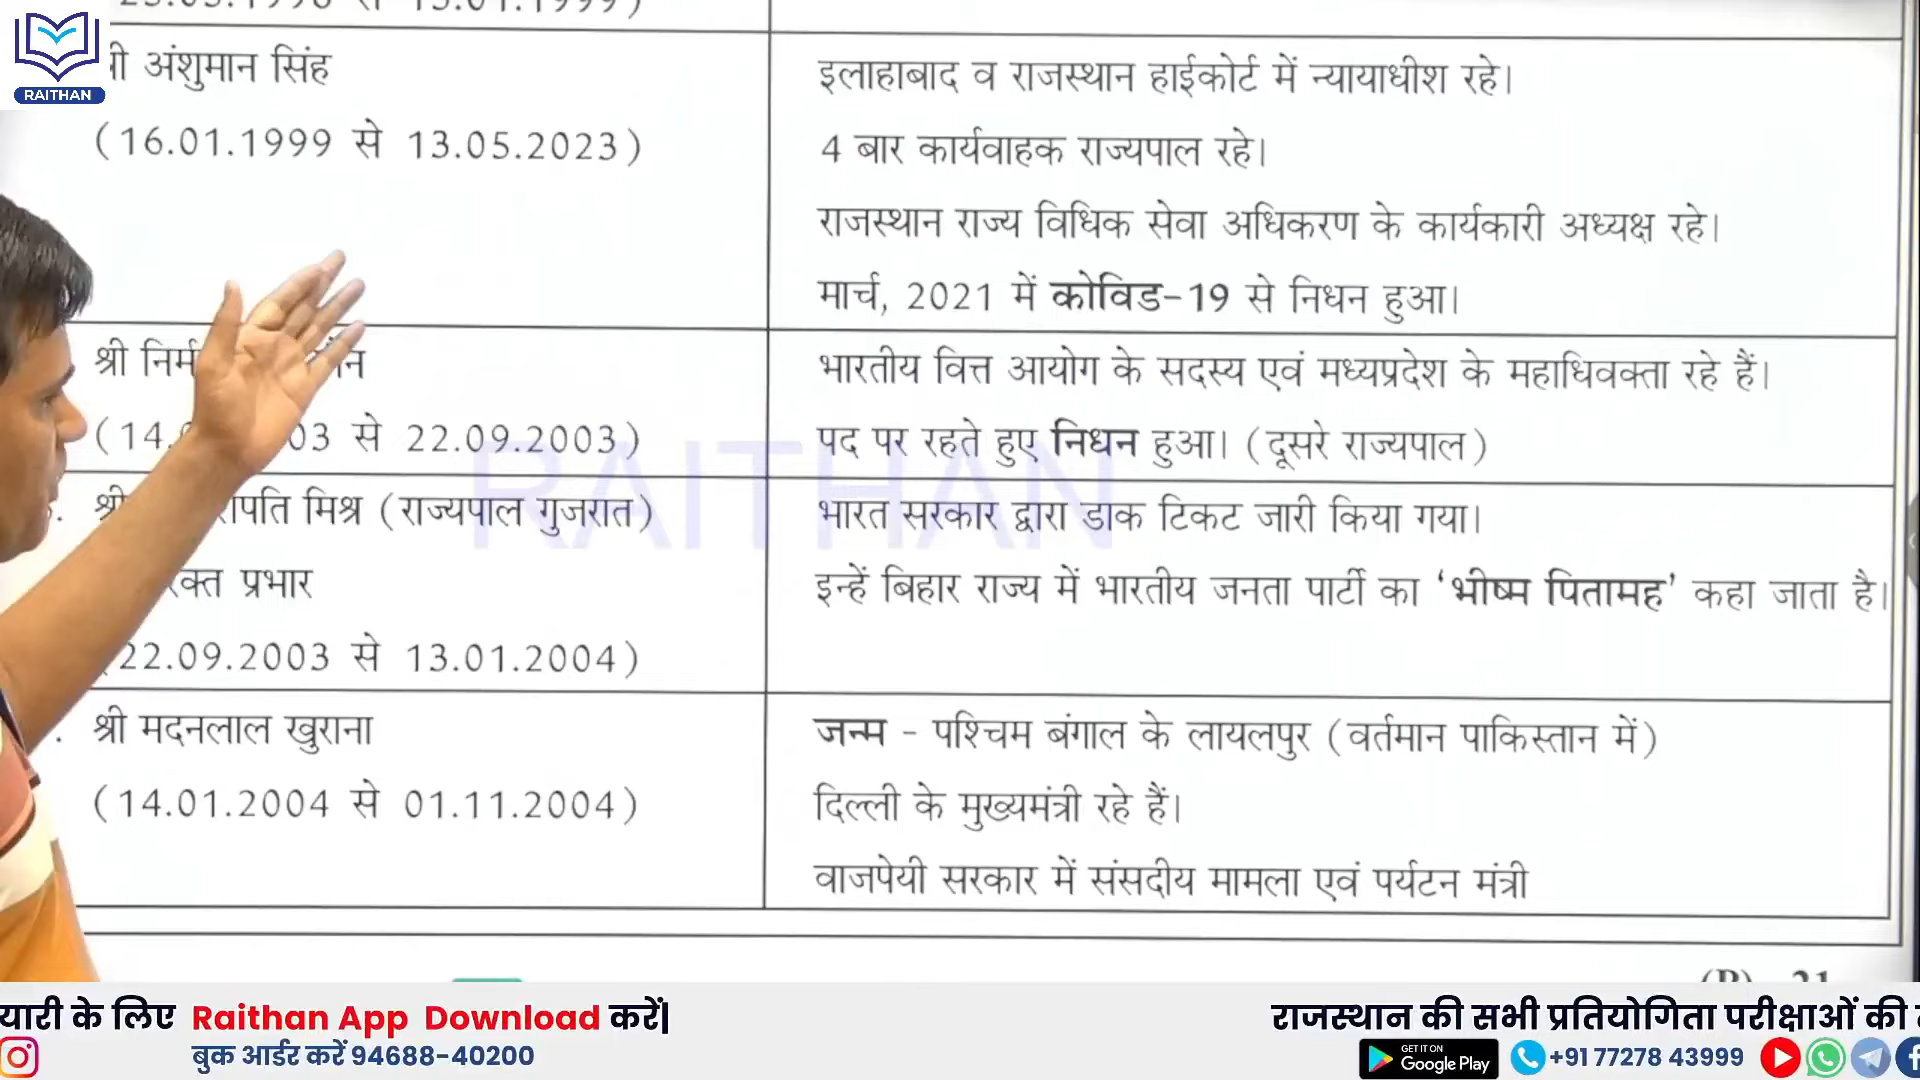 RAITHAN
अंशुमान सिंह
(16.01.1999 से 13.05.2023)
इलाहाबाद व राजस्थान हाईकोर्ट में न्यायाधीश रहे।
4 बार कार्यवाहक राज्यपाल रहे।
राजस्थान राज्य विधिक सेवा अधिकरण के कार्यकारी अध्यक्ष रहे।
मार्च, 2021 में कोविड-19 से निधन हुआ।
श्री
से 22.09.2003)
भारतीय वित्त आयोग के सदस्य एवं मध्यप्रदेश के महाधिवक्ता रहे हैं।
पद पर रहते हुए निधन हुआ। (दूसरे राज्यपाल)
मिश्र (राज्यपाल गुजरात)
प्रभार
22.09.2003 से 13.01.2004)
भारत सरकार द्वारा डाक टिकट जारी किया गया।
इन्हें बिहार राज्य में भारतीय जनता पार्टी का ‘भीष्म पितामह’ कहा जाता है।
RAITHAN
श्री मदनलाल खुराना
(14.01.2004 से 01.11.2004)
जन्म - पश्चिम बंगाल के लायलपुर (वर्तमान पाकिस्तान में)
दिल्ली के मुख्यमंत्री रहे हैं।
वाजपेयी सरकार में संसदीय मामला एवं पर्यटन मंत्री
यारी के लिए Raithan App Download करें|
राजस्थान की सभी प्रतियोगिता परीक्षाओं की
बुक आर्डर करें 94688-40200
GET IT ON
Google Play
+91 77278 43999